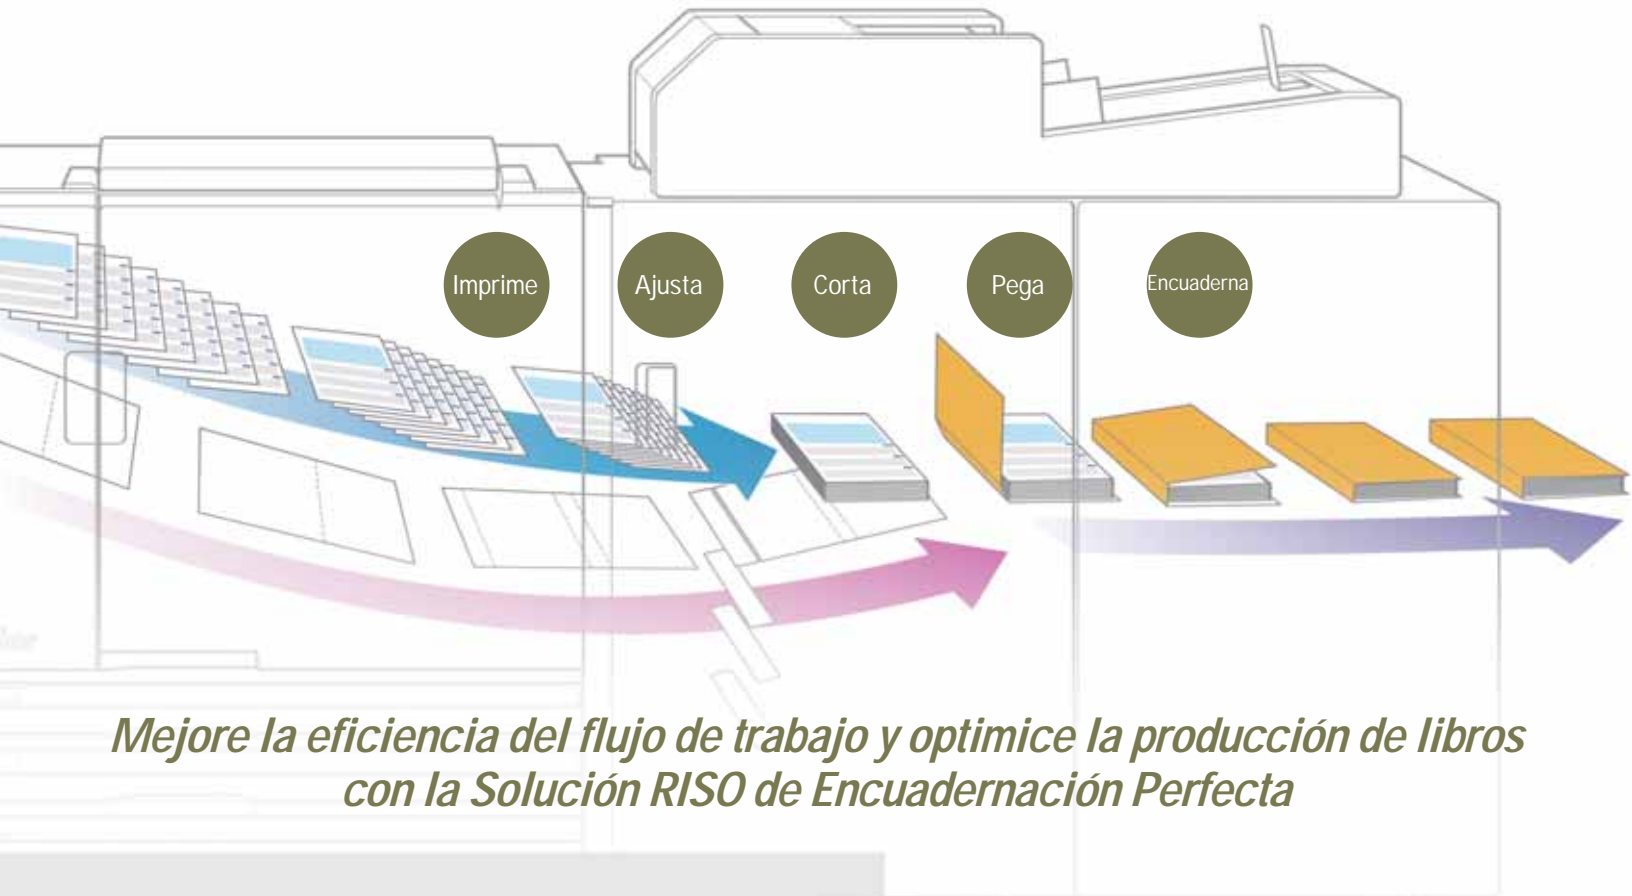 Imprime
Ajusta
Corta
Pega
Encuaderna
Mejore la eficiencia del flujo de trabajo y optimice la producción de libros
con la Solución RISO de Encuadernación Perfecta